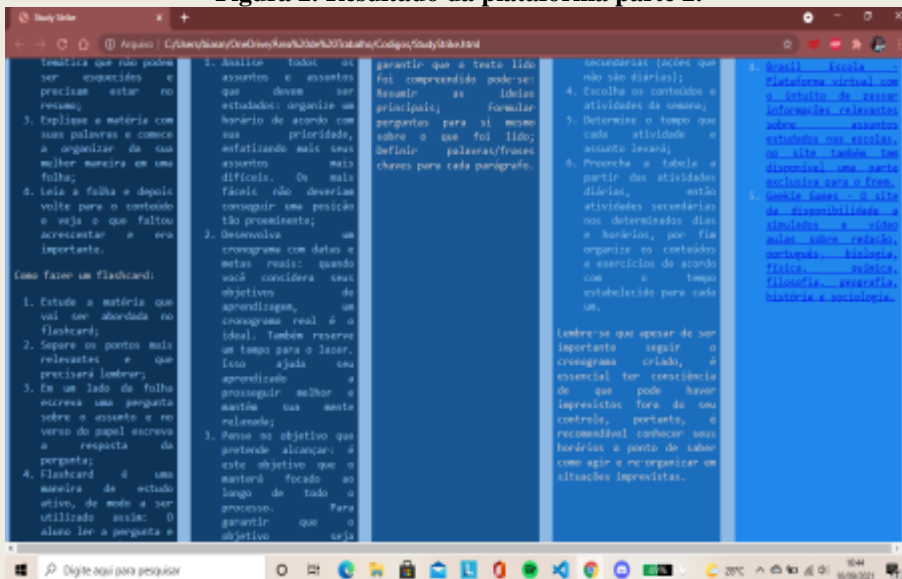 Figura 2: Resultado da plataforma parte 2.
Study Strike
Arquivo | C:/Users/biasm/OneDrive/Área%20de%20Trabalho/Codigos/StudyStrike.html
temática que não podem
ser esquecidos e
precisam estar no
resumo;
3. Explique a matéria com
suas palavras e comece
a organizar da sua
melhor maneira em uma
folha;
4. Leia a folha e depois
volte para o conteúdo
e veja o que faltou
acrescentar e era
importante.
Como fazer um flashcard:
1. Estude a matéria que
vai ser abordada no
flashcard;
2. Separe os pontos mais
relevantes e que
precisará lembrar;
3. Em um lado da folha
escreva uma pergunta
sobre o assunto e no
verso do papel escreva
a resposta da
pergunta;
4. Flashcard é uma
maneira de estudo
ativo, de modo a ser
utilizado assim: O
aluno ler a pergunta e
1. Analise todos os
assuntos e assuntos
que devem ser
estudados: organize um
horário de acordo com
sua prioridade,
enfatizando mais seus
assuntos mais
difíceis. Os mais
fáceis não deveriam
conseguir uma posição
tão proeminente;
2. Desenvolva um
cronograma com datas e
metas reais: quando
você considera seus
objetivos de
aprendizagem, um
cronograma real é o
ideal. Também reserve
um tempo para o lazer.
Isso ajuda seu
aprendizado a
prosseguir melhor e
mantém sua mente
relaxada;
3. Pense no objetivo que
pretende alcançar: é
este objetivo que o
manterá focado ao
longo de todo o
processo. Para
garantir que o
objetivo seja
garantir que o texto lido
foi compreendido pode-se:
Resumir as ideias
principais; Formular
perguntas para si mesmo
sobre o que foi lido;
Definir palavras/frases
chaves para cada parágrafo.
secundárias (ações que
não são diárias);
4. Escolha os conteúdos e
atividades da semana;
5. Determine o tempo que
cada atividade e
assunto levará;
6. Preencha a tabela a
partir das atividades
diárias, então
atividades secundárias
nos determinados dias
e horários, por fim
organize os conteúdos
e exercícios de acordo
com o tempo
estabelecido para cada
um.
Lembre-se que apesar de ser
importante seguir o
cronograma criado, é
essencial ter consciência
de que pode haver
imprevistos fora do seu
controle, portanto, é
recomendável conhecer seus
horários a ponto de saber
como agir e re-organizar em
situações imprevistas.
4. Brasil Escola -
Plataforma virtual com
o intuito de passar
informações relevantes
sobre assuntos
estudados nas escolas,
no site também tem
disponível uma parte
exclusiva para o Enem.
5. Geekie Games - O site
da disponibilidade a
simulados e vídeo
aulas sobre redação,
português, biologia,
física, química,
filosofia, geografia,
história e sociologia.
Digite aqui para pesquisar
28°C
10:44